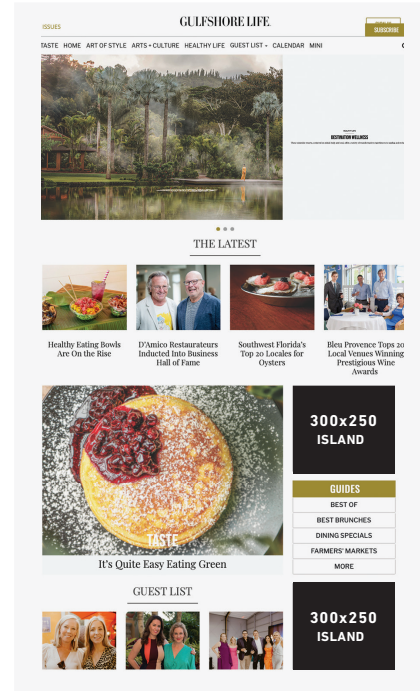 ISSUES
GULFSHORE LIFE.
SUBSCRIBE
TASTE HOME ART OF STYLE ARTS + CULTURE HEALTHY LIFE GUEST LIST CALENDAR MINI
DESTINATION WELLNESS
THE LATEST
Healthy Eating Bowls
Are On the Rise
D'Amico Restaurateurs
Inducted Into Business
Hall of Fame
Southwest Florida's
Top 20 Locales for
Oysters
Bleu Provence Tops 20
Local Venues Winning
Prestigious Wine
Awards
300x250
ISLAND
TASTE
It's Quite Easy Eating Green
GUIDES
BEST OF
BEST BRUNCHES
DINING SPECIALS
FARMERS' MARKETS
MORE
GUEST LIST
300x250
ISLAND